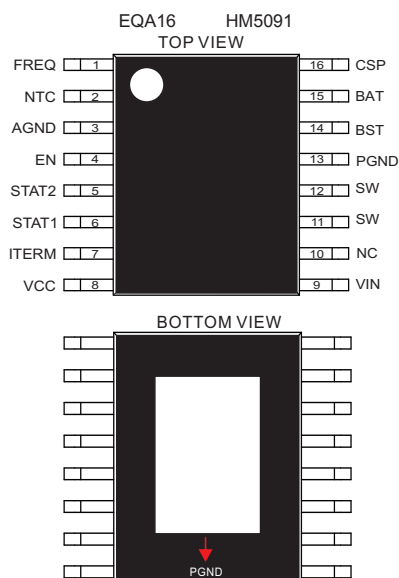 EQA16 HM5091
TOP VIEW
FREQ 1 16 CSP
NTC 2 15 BAT
AGND 3 14 BST
EN 4 13 PGND
STAT2 5 12 SW
STAT1 6 11 SW
ITERM 7 10 NC
VCC 8 9 VIN
BOTTOM VIEW
PGND